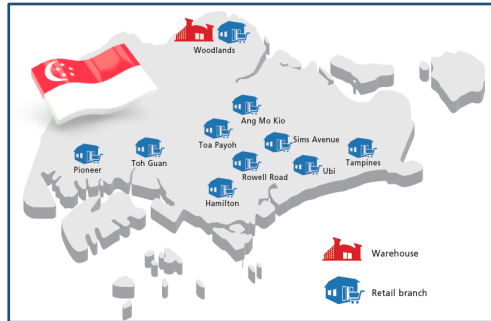 Woodlands
Ang Mo Kio
Toa Payoh
Sims Avenue
Pioneer
Toh Guan
Rowell Road
Ubi
Tampines
Hamilton
Warehouse
Retail branch